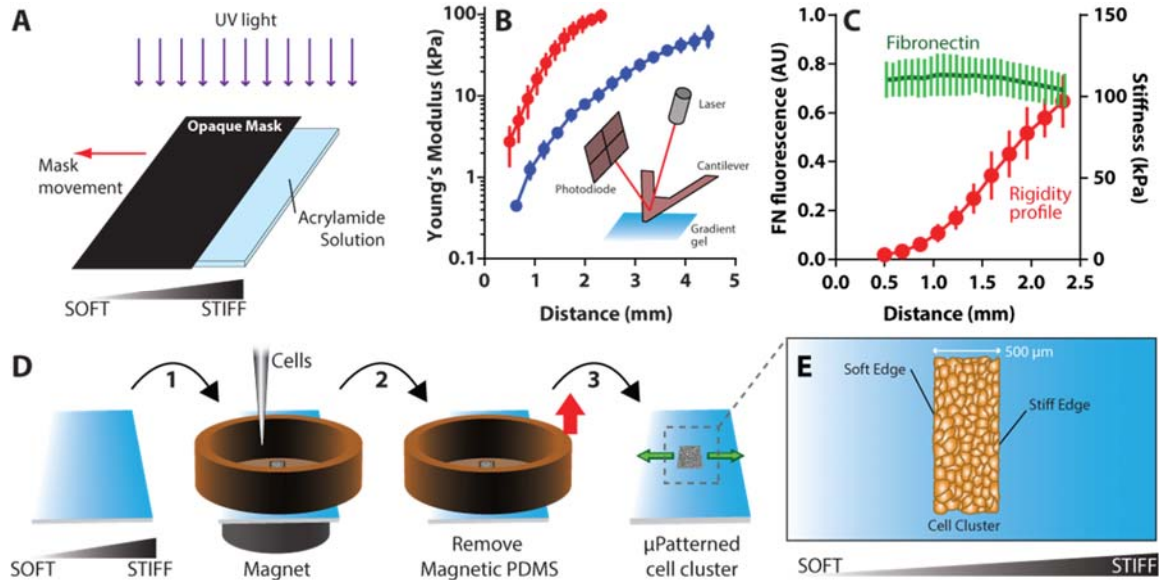 A
UV light
Opaque Mask
Mask
movement
Acrylamide
Solution
SOFT
STIFF
B
Young's Modulus (kPa)
100
10
1
0.1
0
1
2
3
4
5
Distance (mm)
Laser
Photodiode
Cantilever
Gradient
gel
C
FN fluorescence (AU)
1.0
0.8
0.6
0.4
0.2
0.0
Fibronectin
Rigidity
profile
150
100
50
0
Stiffness (kPa)
0.0
0.5
1.0
1.5
2.0
2.5
Distance (mm)
D
1
Cells
2
3
SOFT
STIFF
Magnet
Remove
Magnetic PDMS
µPatterned
cell cluster
E
500 µm
Soft Edge
Stiff Edge
Cell Cluster
SOFT
STIFF